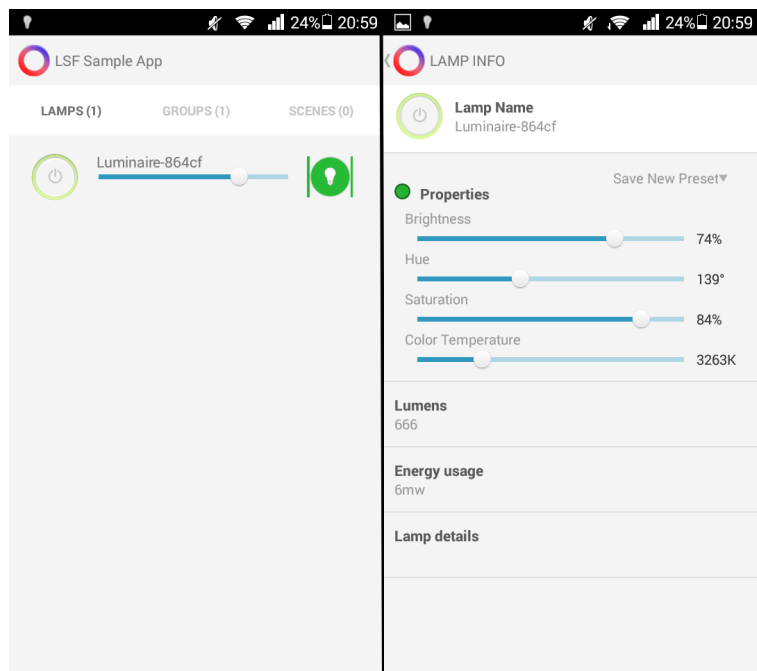 24% 20:59
LSF Sample App
LAMPS (1) GROUPS (1) SCENES (0)
Luminaire-864cf
24% 20:59
LAMP INFO
Lamp Name
Luminaire-864cf
Save New Preset▼
Properties
Brightness
74%
Hue
139°
Saturation
84%
Color Temperature
3263K
Lumens
666
Energy usage
6mw
Lamp details